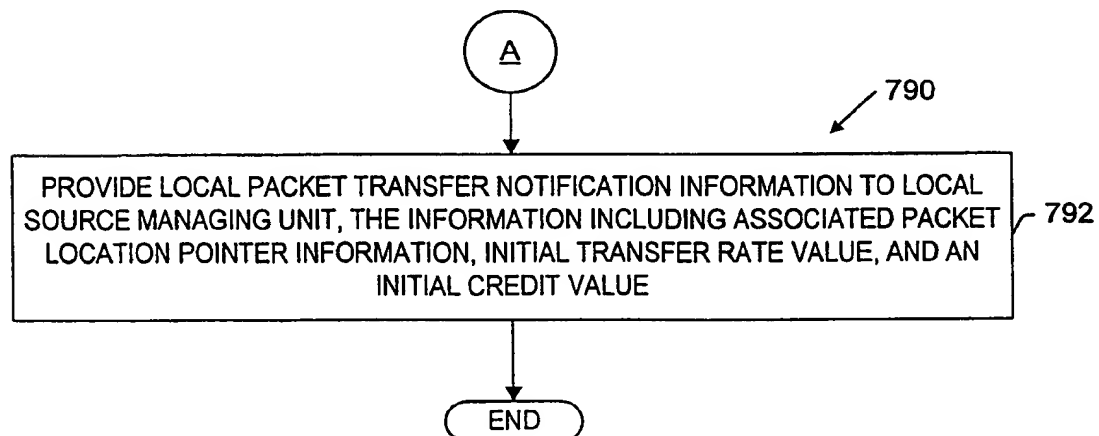 A
790
PROVIDE LOCAL PACKET TRANSFER NOTIFICATION INFORMATION TO LOCAL
SOURCE MANAGING UNIT, THE INFORMATION INCLUDING ASSOCIATED PACKET
LOCATION POINTER INFORMATION, INITIAL TRANSFER RATE VALUE, AND AN
INITIAL CREDIT VALUE
792
END